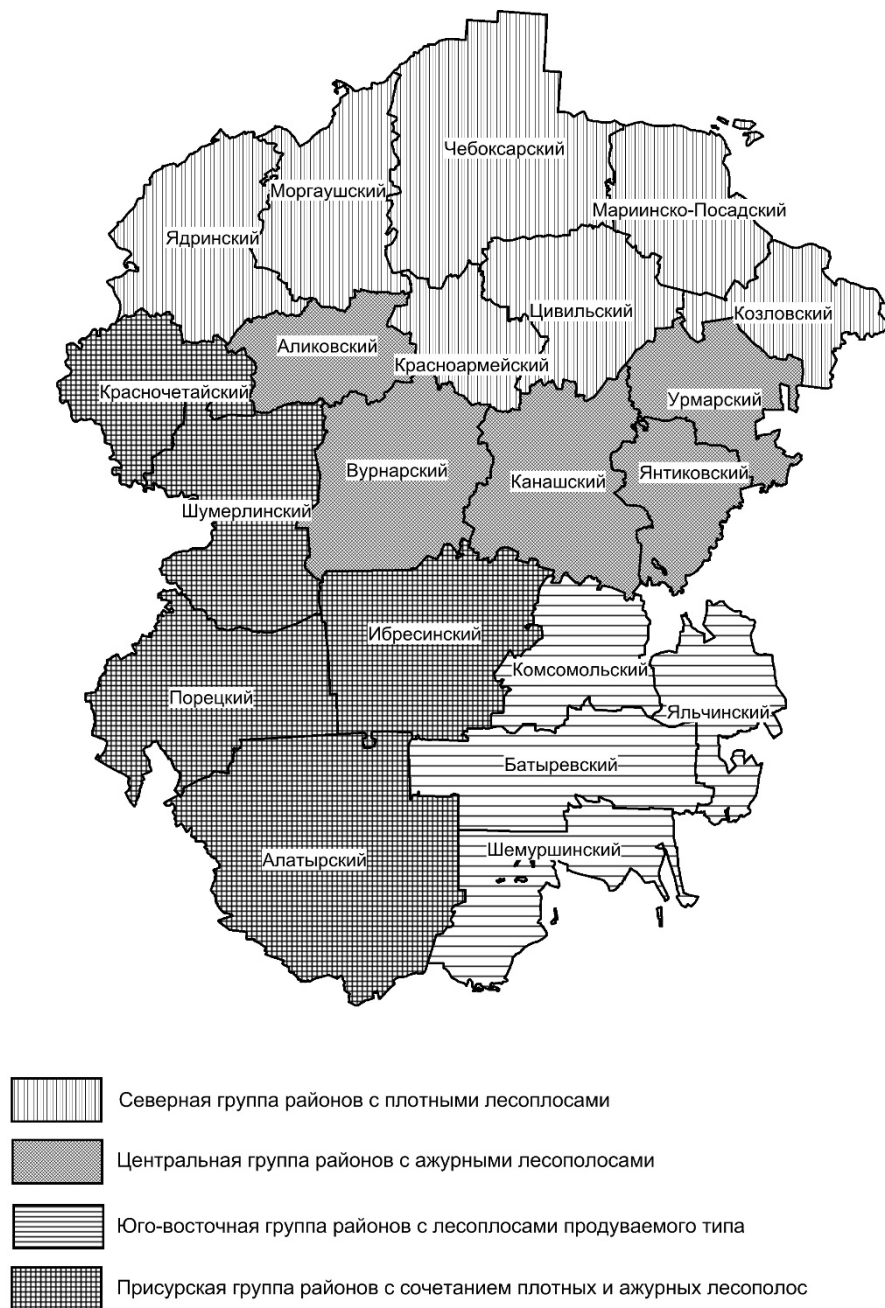 Чебоксарский
Моргаушский
Мариинско-Посадский
Ядринский
Цивильский
Козловский
Аликовский
Красноармейский
Красночетайский
Урмарский
Вурнарский
Канашский
Янтиковский
Шумерлинский
Ибресинский
Комсомольский
Порецкий
Яльчинский
Батыревский
Алатырский
Шемуршинский
Северная группа районов с плотными лесоплосами
Центральная группа районов с ажурными лесополосами
Юго-восточная группа районов с лесоплосами продуваемого типа
Присурская группа районов с сочетанием плотных и ажурных лесополос